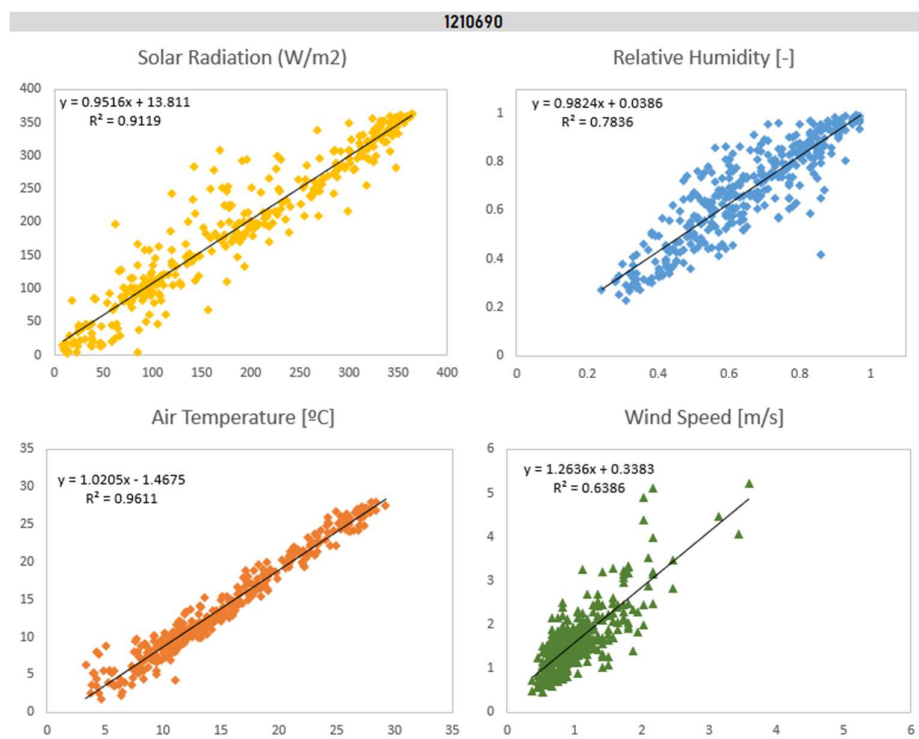 1210690
Solar Radiation (W/m2)
y = 0.9516x + 13.811
R² = 0.9119
400
350
300
250
200
150
100
50
0
0 50 100 150 200 250 300 350 400
Relative Humidity [-]
y = 0.9824x + 0.0386
R² = 0.7836
1
0.8
0.6
0.4
0.2
0
0 0.2 0.4 0.6 0.8 1
Air Temperature [ºC]
y = 1.0205x - 1.4675
R² = 0.9611
35
30
25
20
15
10
5
0
0 5 10 15 20 25 30 35
Wind Speed [m/s]
y = 1.2636x + 0.3383
R² = 0.6386
6
5
4
3
2
1
0
0 1 2 3 4 5 6